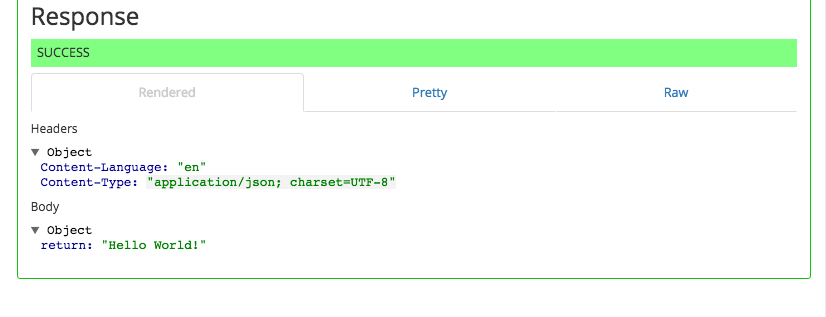 Response
SUCCESS
Rendered Pretty Raw
Headers
▼ Object
Content-Language: "en"
Content-Type: "application/json; charset=UTF-8"
Body
▼ Object
return: "Hello World!"